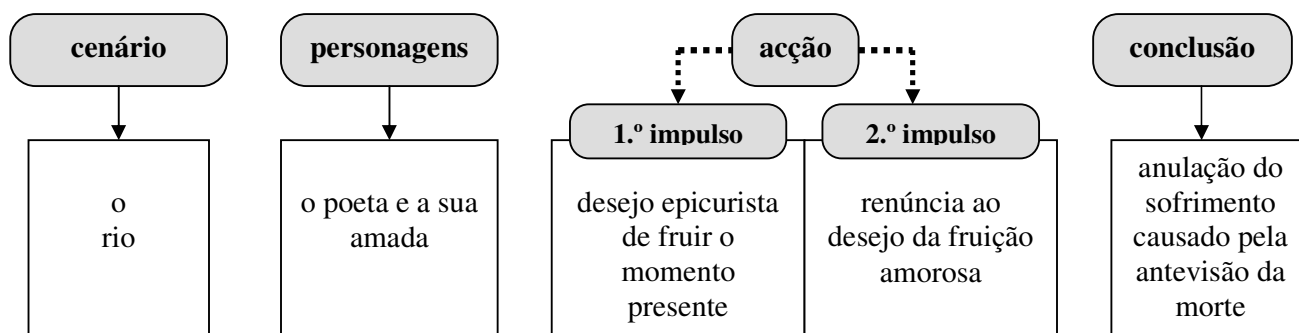 cenário
personagens
acção
conclusão
1.º impulso
2.º impulso
o
rio
o poeta e a sua
amada
desejo epicurista
de fruir o
momento
presente
renúncia ao
desejo da fruição
amorosa
anulação do
sofrimento
causado pela
antevisão da
morte